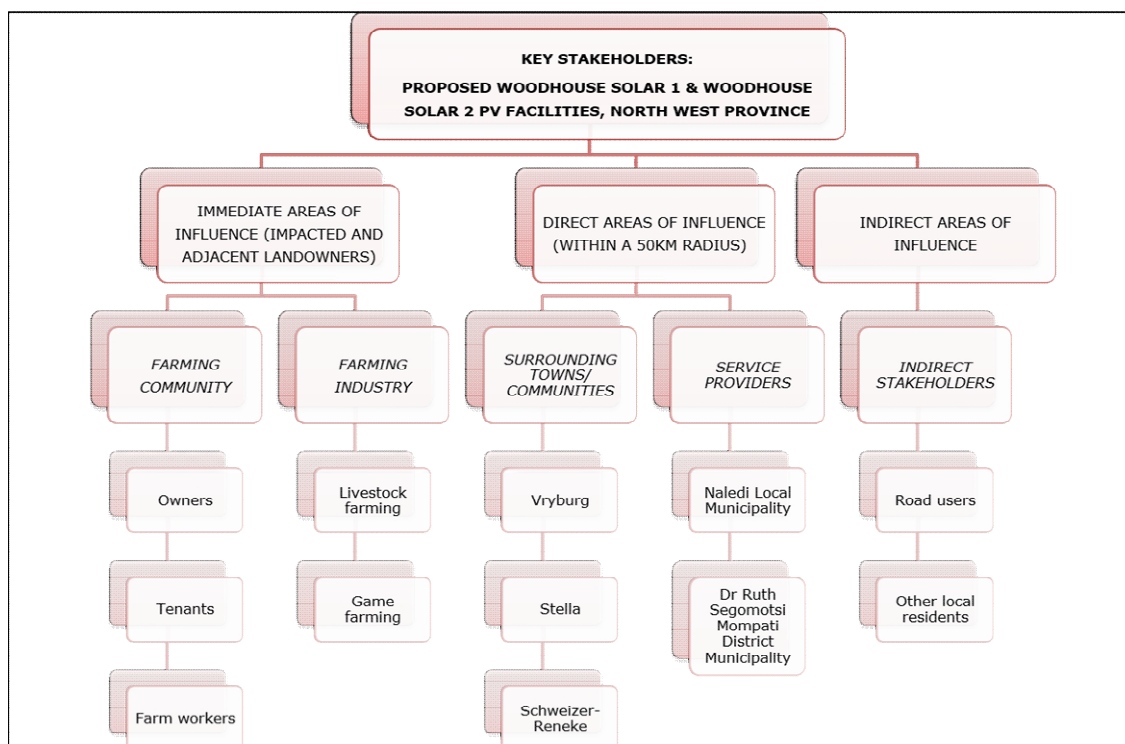 KEY STAKEHOLDERS:
PROPOSED WOODHOUSE SOLAR 1 & WOODHOUSE
SOLAR 2 PV FACILITIES, NORTH WEST PROVINCE
IMMEDIATE AREAS OF
INFLUENCE (IMPACTED AND
ADJACENT LANDOWNERS)
DIRECT AREAS OF INFLUENCE
(WITHIN A 50KM RADIUS)
INDIRECT AREAS OF
INFLUENCE
FARMING
COMMUNITY
FARMING
INDUSTRY
SURROUNDING
TOWNS/
COMMUNITIES
SERVICE
PROVIDERS
INDIRECT
STAKEHOLDERS
Owners
Livestock
farming
Vryburg
Naledi Local
Municipality
Road users
Tenants
Game
farming
Stella
Dr Ruth
Segomotsi
Mompati
District
Municipality
Other local
residents
Farm workers
Schweizer-
Reneke